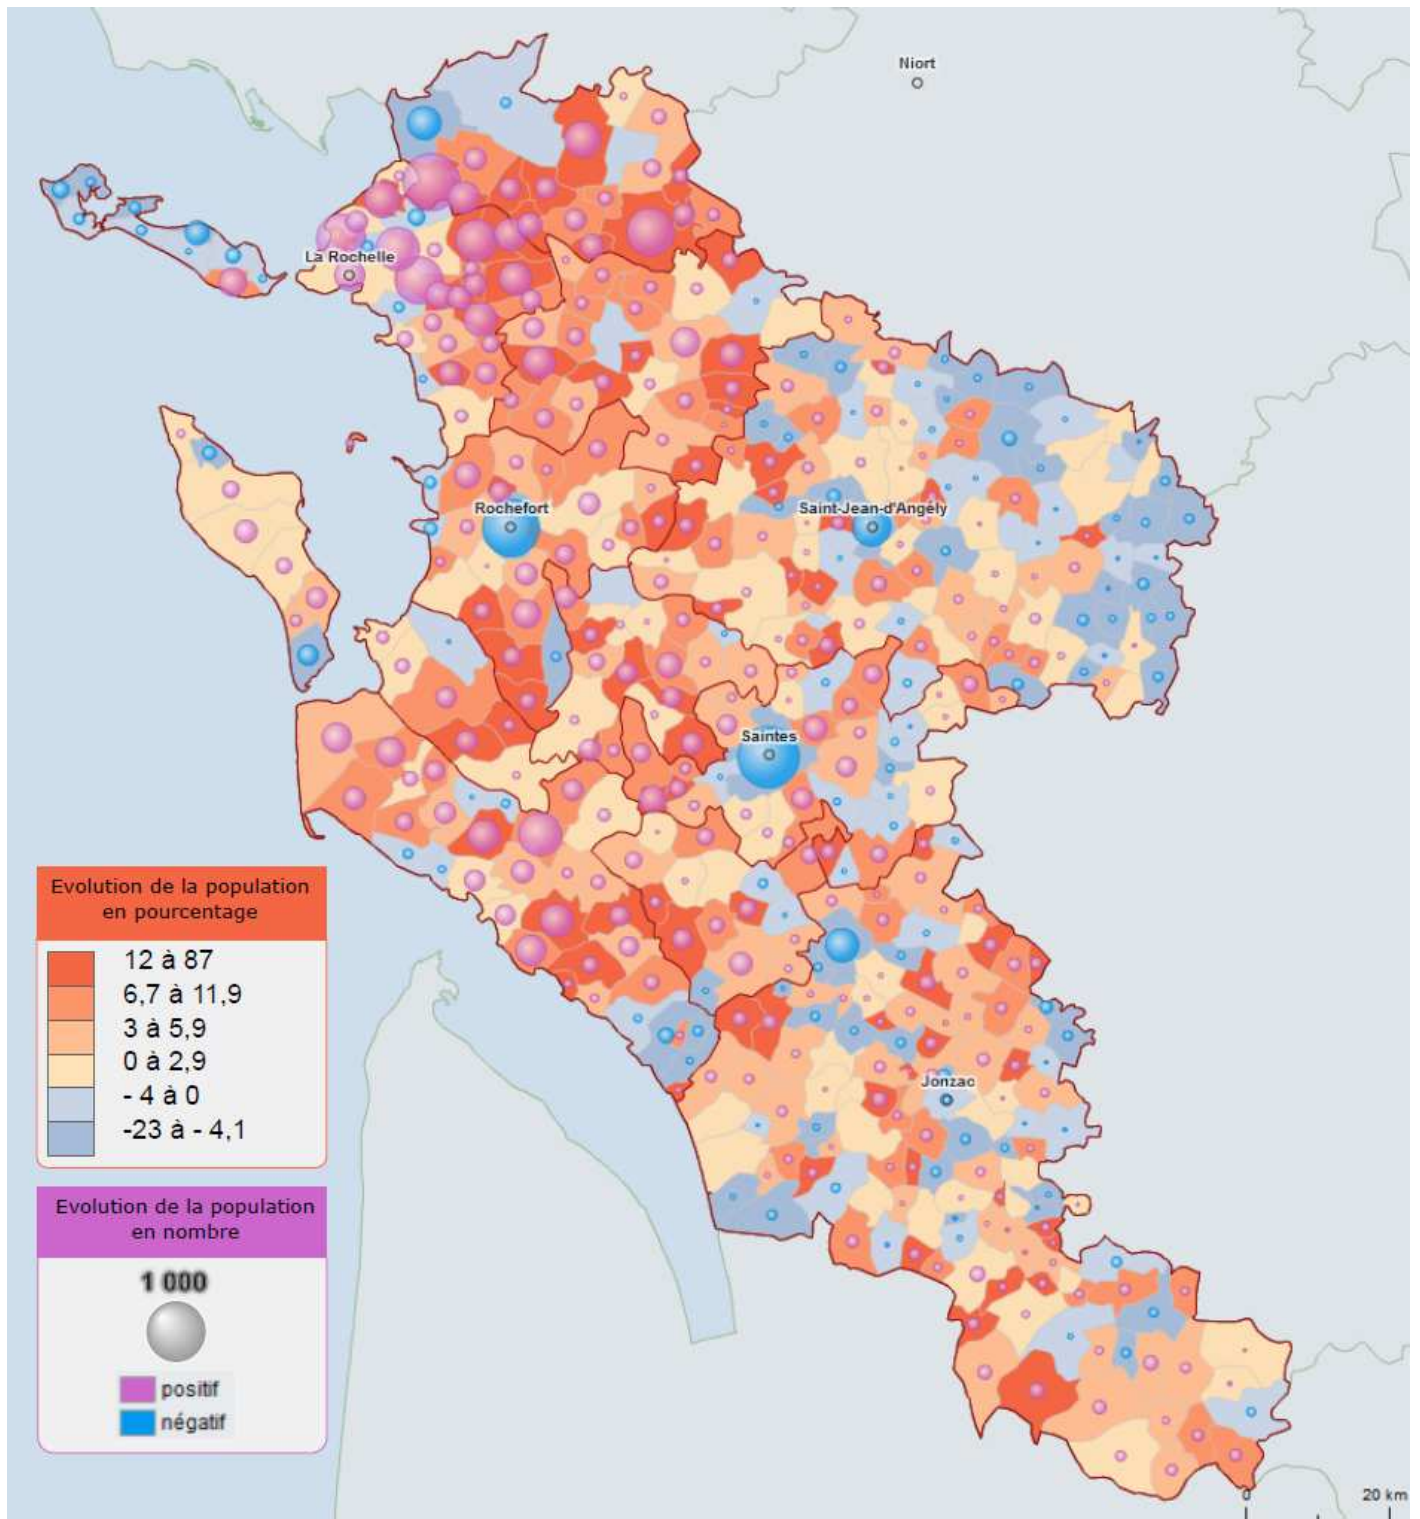 Niort
La Rochelle
Rochefort
Saint-Jean-d'Angély
Saintes
Jonzac
Evolution de la population
en pourcentage
12 à 87
6,7 à 11,9
3 à 5,9
0 à 2,9
- 4 à 0
-23 à - 4,1
Evolution de la population
en nombre
1 000
positif
négatif
0 20 km